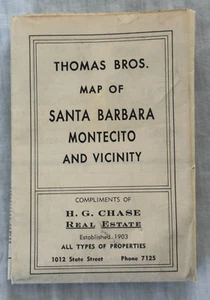 THOMAS BROS.
MAP OF
SANTA BARBARA
MONTECITO
AND VICINITY
COMPLIMENTS OF
H. G. CHASE
REAL ESTATE
Established 1903
ALL TYPES OF PROPERTIES
1012 State Street Phone 7125